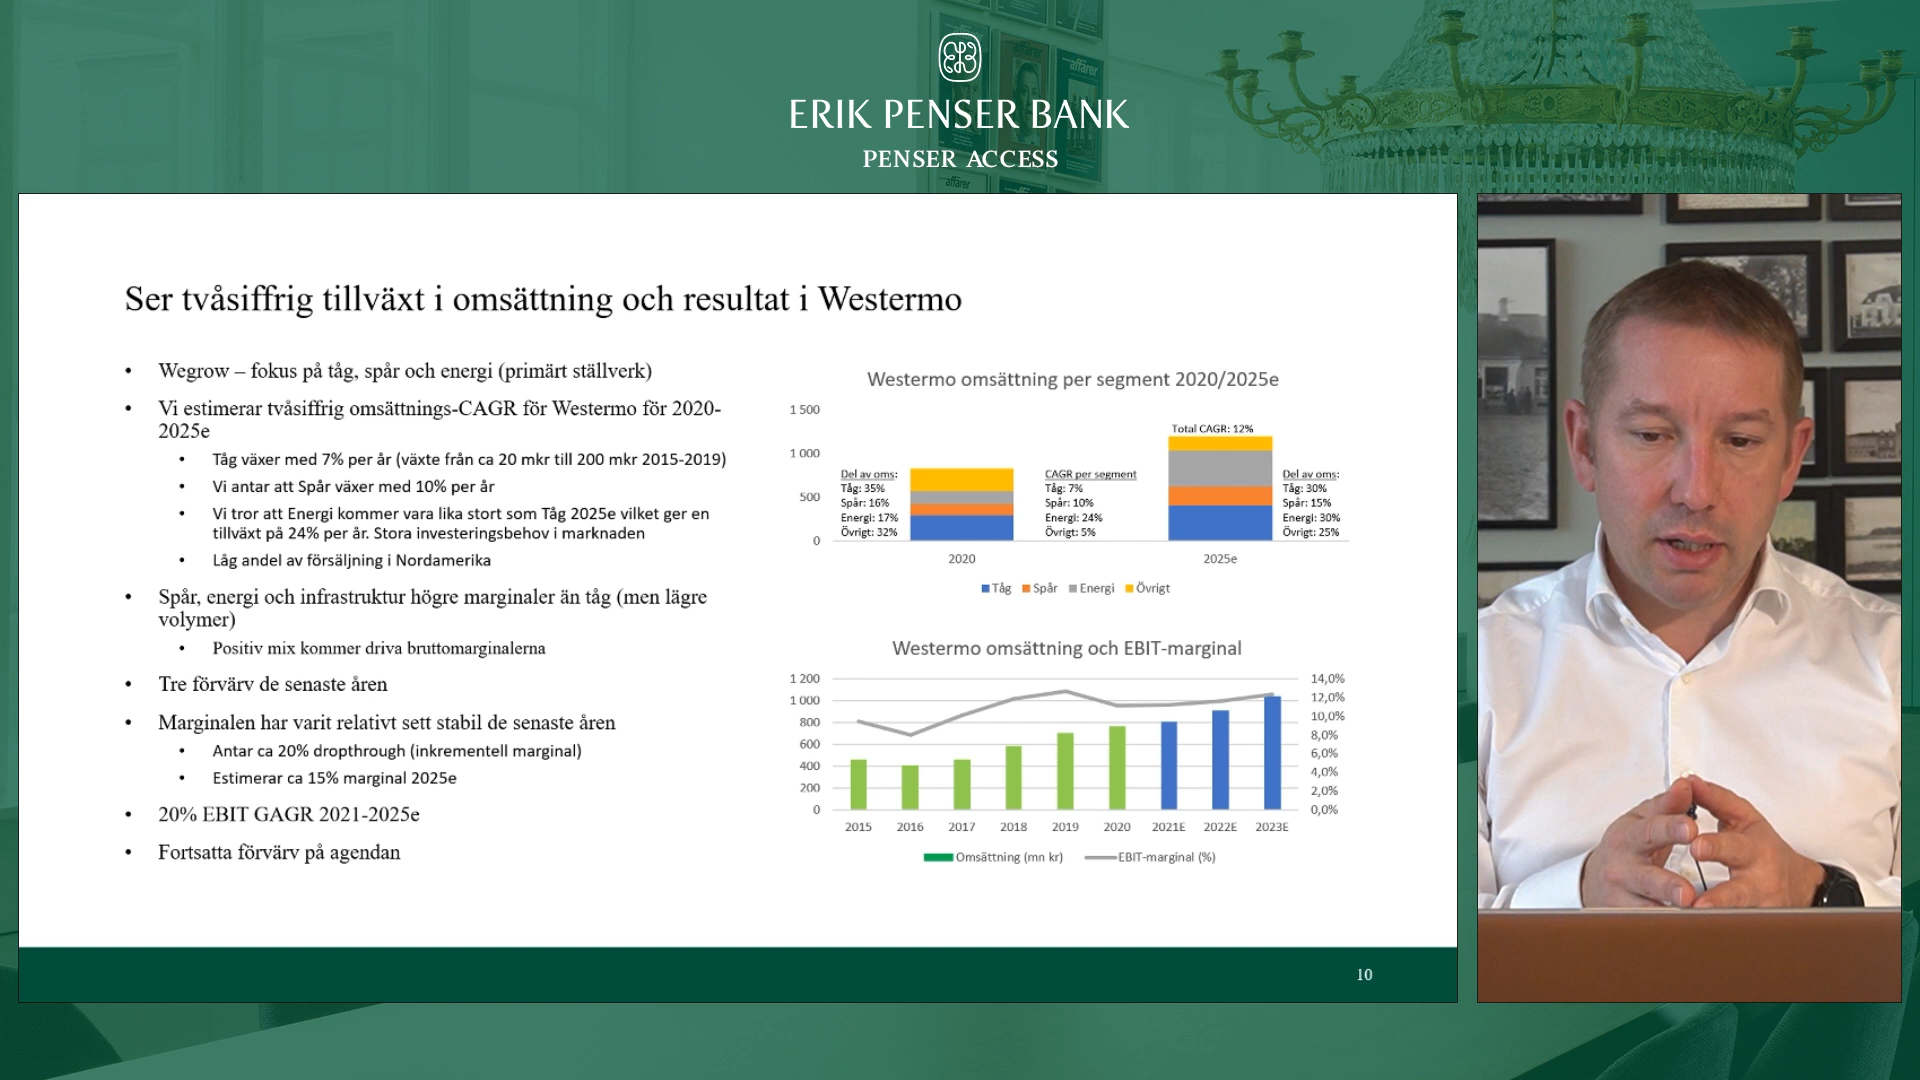 affärer
affärer
affärer
ERIK PENSER BANK
PENSER ACCESS
Ser tvåsiffrig tillväxt i omsättning och resultat i Westermo
• Wegrow – fokus på tåg, spår och energi (primärt ställverk)
• Vi estimerar tvåsiffrig omsättnings-CAGR för Westermo för 2020-
2025e
• Tåg växer med 7% per år (växte från ca 20 mkr till 200 mkr 2015-2019)
• Vi antar att Spår växer med 10% per år
• Vi tror att Energi kommer vara lika stort som Tåg 2025e vilket ger en
tillväxt på 24% per år. Stora investeringsbehov i marknaden
• Låg andel av försäljning i Nordamerika
• Spår, energi och infrastruktur högre marginaler än tåg (men lägre
volymer)
• Positiv mix kommer driva bruttomarginalerna
• Tre förvärv de senaste åren
• Marginalen har varit relativt sett stabil de senaste åren
• Antar ca 20% dropthrough (inkrementell marginal)
• Estimerar ca 15% marginal 2025e
• 20% EBIT GAGR 2021-2025e
• Fortsatta förvärv på agendan
Westermo omsättning per segment 2020/2025e
1 500
1 000
500
0
Del av oms:
Tåg: 35%
Spår: 16%
Energi: 17%
Övrigt: 32%
CAGR per segment
Tåg: 7%
Spår: 10%
Energi: 24%
Övrigt: 5%
Total CAGR: 12%
Del av oms:
Tåg: 30%
Spår: 15%
Energi: 30%
Övrigt: 25%
2020 2025e
Tåg Spår Energi Övrigt
Westermo omsättning och EBIT-marginal
1 200
1 000
800
600
400
200
0
14,0%
12,0%
10,0%
8,0%
6,0%
4,0%
2,0%
0,0%
2015 2016 2017 2018 2019 2020 2021E 2022E 2023E
Omsättning (mn kr) EBIT-marginal (%)
10